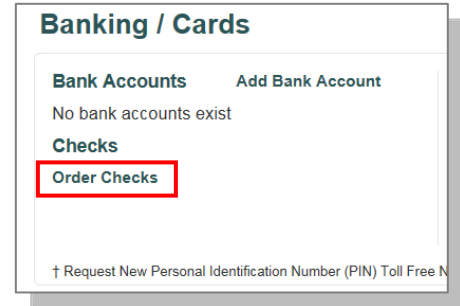 Banking / Cards
Bank Accounts Add Bank Account
No bank accounts exist
Checks
Order Checks
† Request New Personal Identification Number (PIN) Toll Free